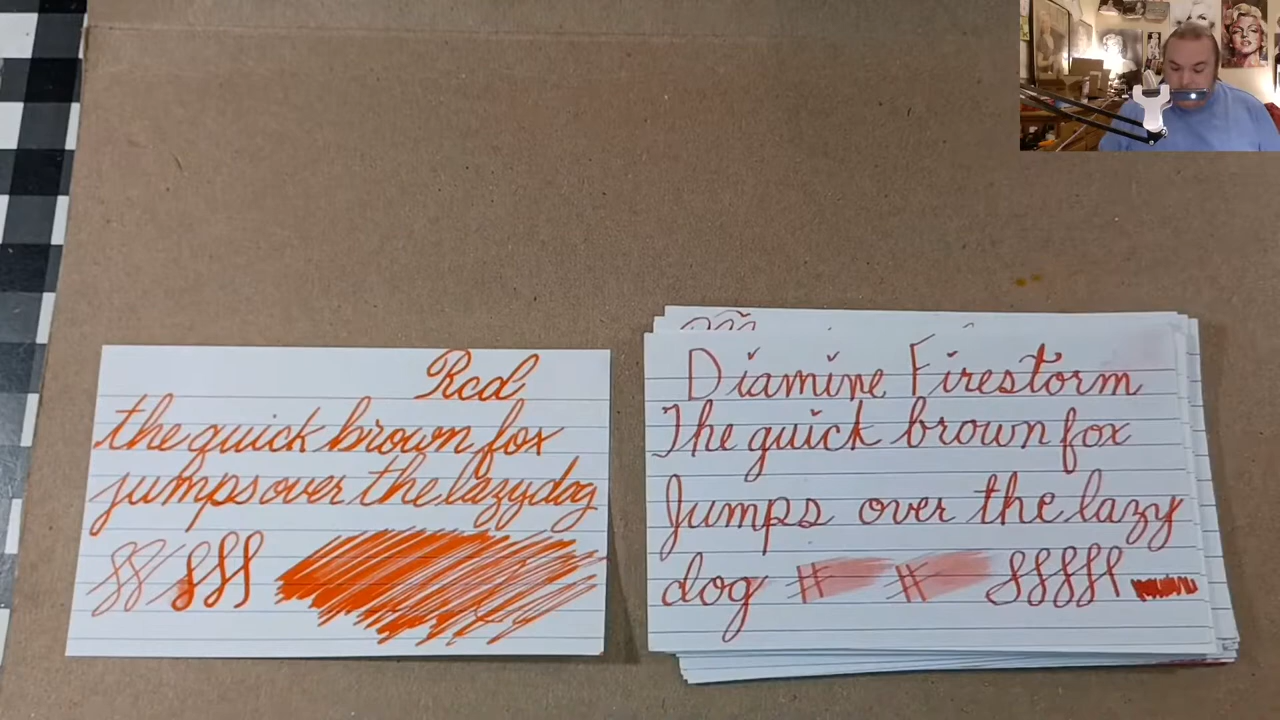 Red
the quick brown fox
jumps over the lazy dog
Diamine Firestorm
The quick brown fox
Jumps over the lazy
dog